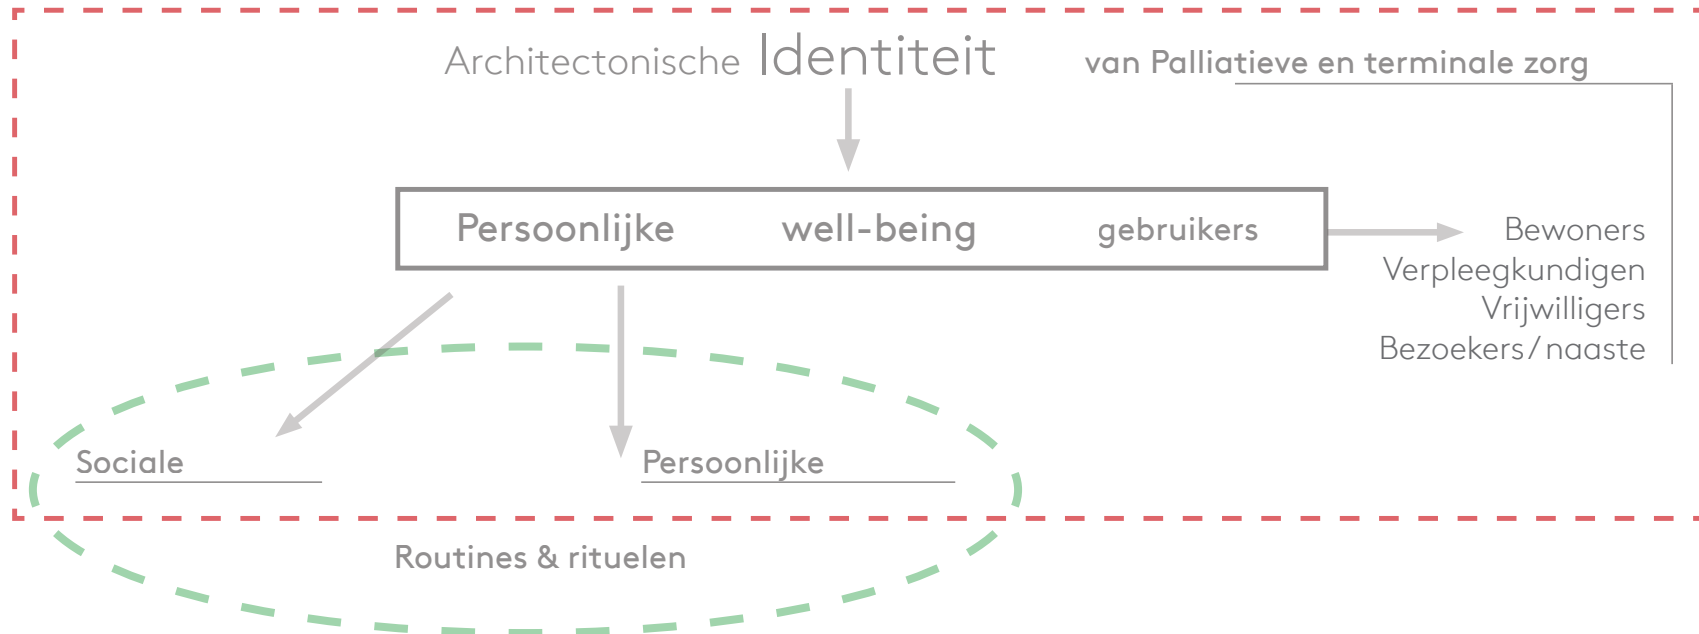 Architectonische Identiteit van Palliatieve en terminale zorg
Persoonlijke well-being gebruikers
Bewoners
Verpleegkundigen
Vrijwilligers
Bezoekers / naaste
Sociale Persoonlijke
Routines & rituelen